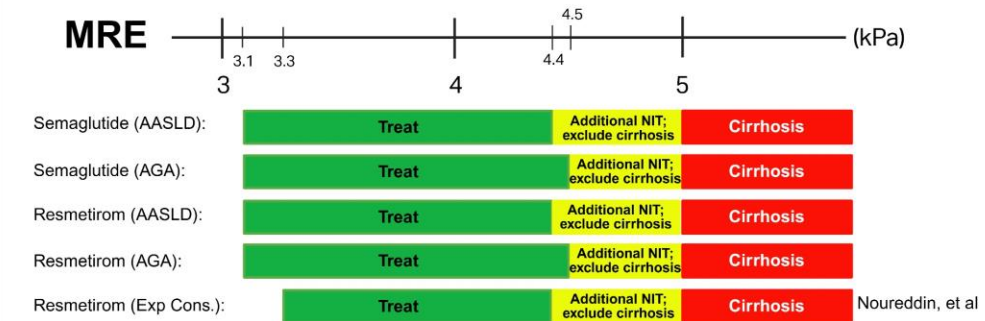 4.5
MRE (kPa)
3.1 3.3 4.4
3 4 5
Semaglutide (AASLD): Treat Additional NIT; Cirrhosis
exclude cirrhosis
Semaglutide (AGA): Treat Additional NIT; Cirrhosis
exclude cirrhosis
Resmetirom (AASLD): Treat Additional NIT; Cirrhosis
exclude cirrhosis
Resmetirom (AGA): Treat Additional NIT; Cirrhosis
exclude cirrhosis
Resmetirom (Exp Cons.): Treat Additional NIT; Cirrhosis Noureddin, et al
exclude cirrhosis